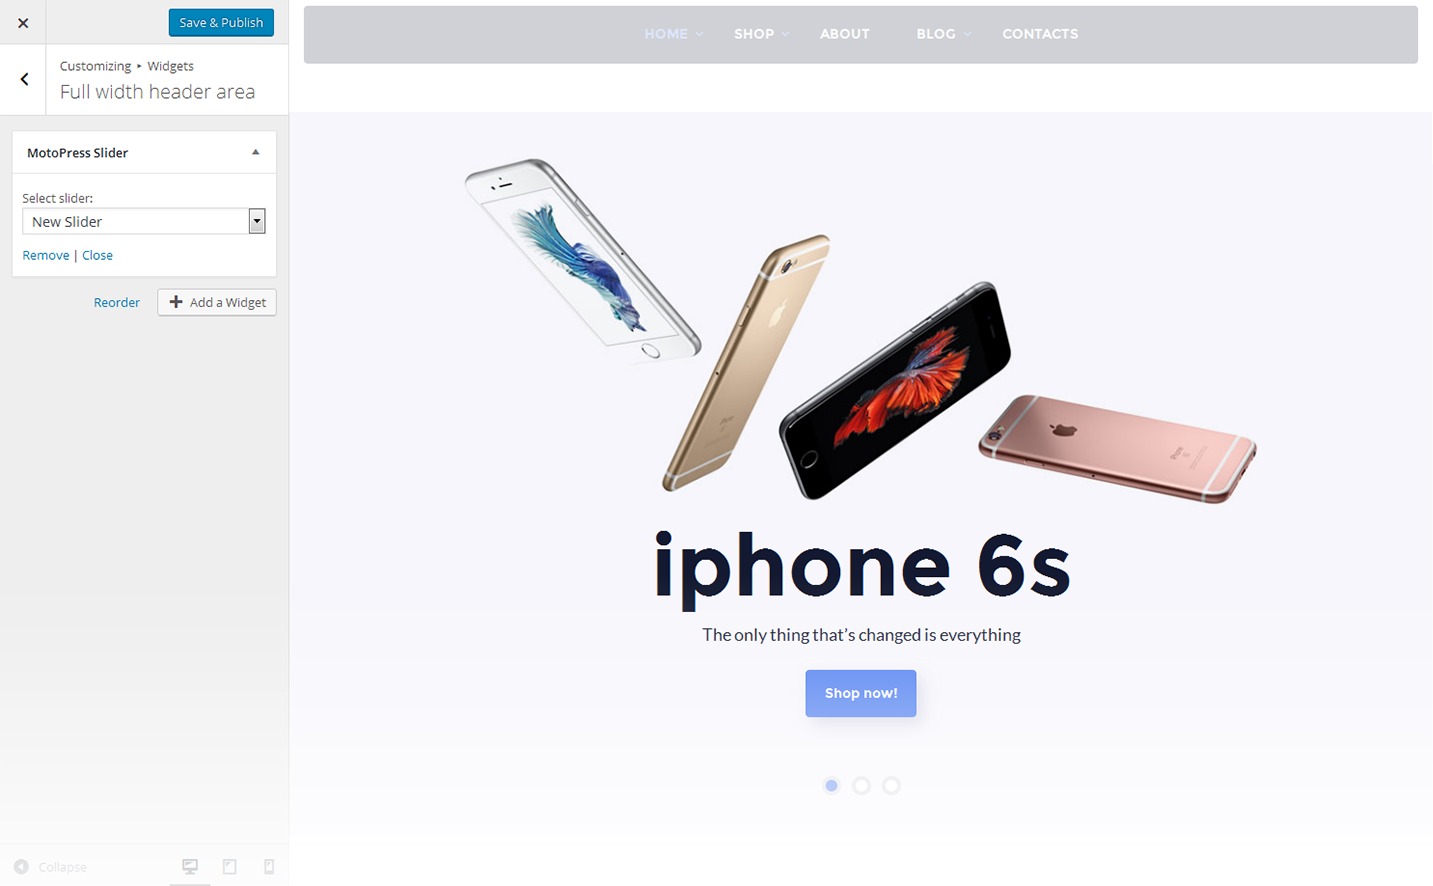 Save & Publish
Customizing ▸ Widgets
Full width header area
MotoPress Slider
Select slider:
New Slider
Remove | Close
Reorder
Add a Widget
Collapse
HOME SHOP ABOUT BLOG CONTACTS
iphone 6s
The only thing that’s changed is everything
Shop now!